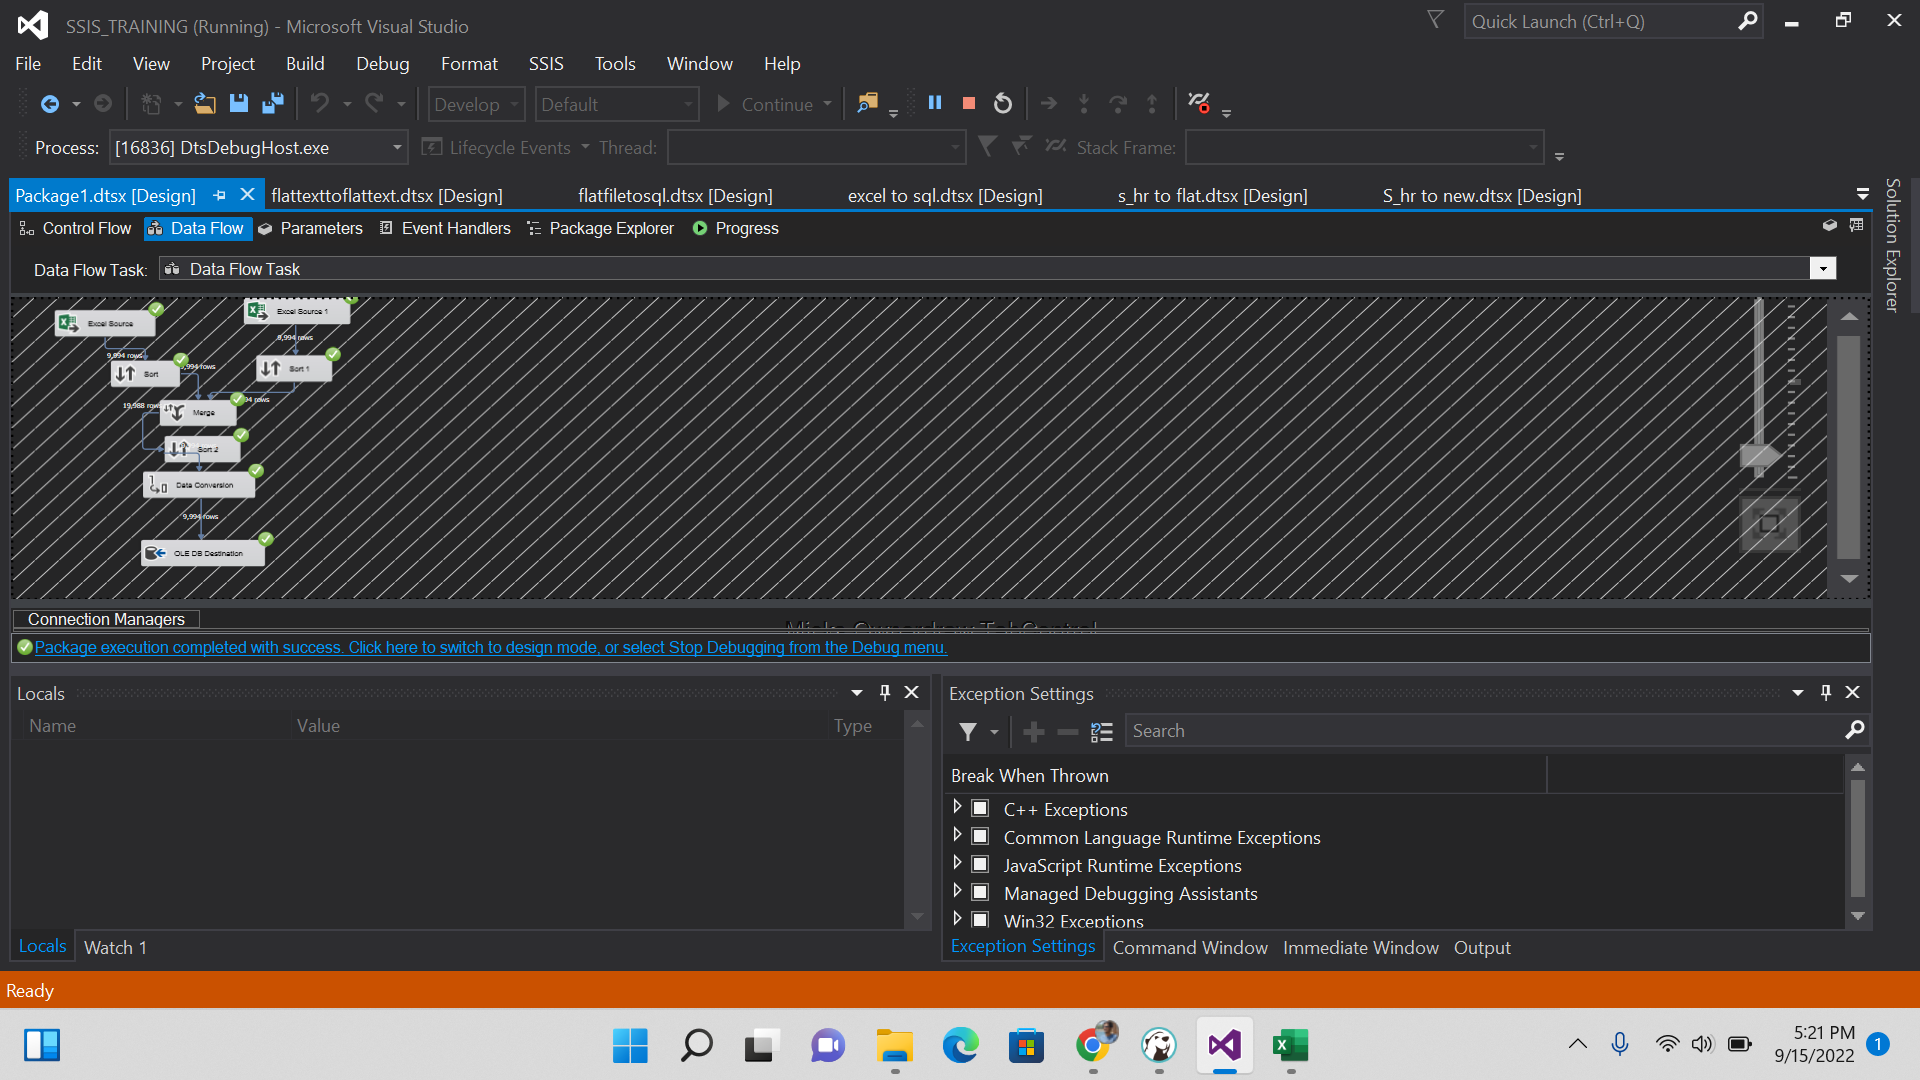 SSIS_TRAINING (Running) - Microsoft Visual Studio
Quick Launch (Ctrl+Q)
File Edit View Project Build Debug Format SSIS Tools Window Help
Develop Default Continue
Process: [16836] DtsDebugHost.exe Lifecycle Events Thread: Stack Frame:
Package1.dtsx [Design] flattexttoflattext.dtsx [Design] flatfiletosql.dtsx [Design] excel to sql.dtsx [Design] s_hr to flat.dtsx [Design] S_hr to new.dtsx [Design]
Solution Explorer
Control Flow Data Flow Parameters Event Handlers Package Explorer Progress
Data Flow Task: Data Flow Task
Excel Source 1
Excel Source
9,994 rows
9,994 rows
Sort
9,994 rows
Sort 1
19,988 rows
94 rows
Merge
Sort 2
Data Conversion
9,994 rows
OLE DB Destination
Connection Managers
Package execution completed with success. Click here to switch to design mode, or select Stop Debugging from the Debug menu.
Locals
Name Value Type
Locals Watch 1
Exception Settings
Search
Break When Thrown
C++ Exceptions
Common Language Runtime Exceptions
JavaScript Runtime Exceptions
Managed Debugging Assistants
Win32 Exceptions
Exception Settings Command Window Immediate Window Output
Ready
5:21 PM
9/15/2022
1